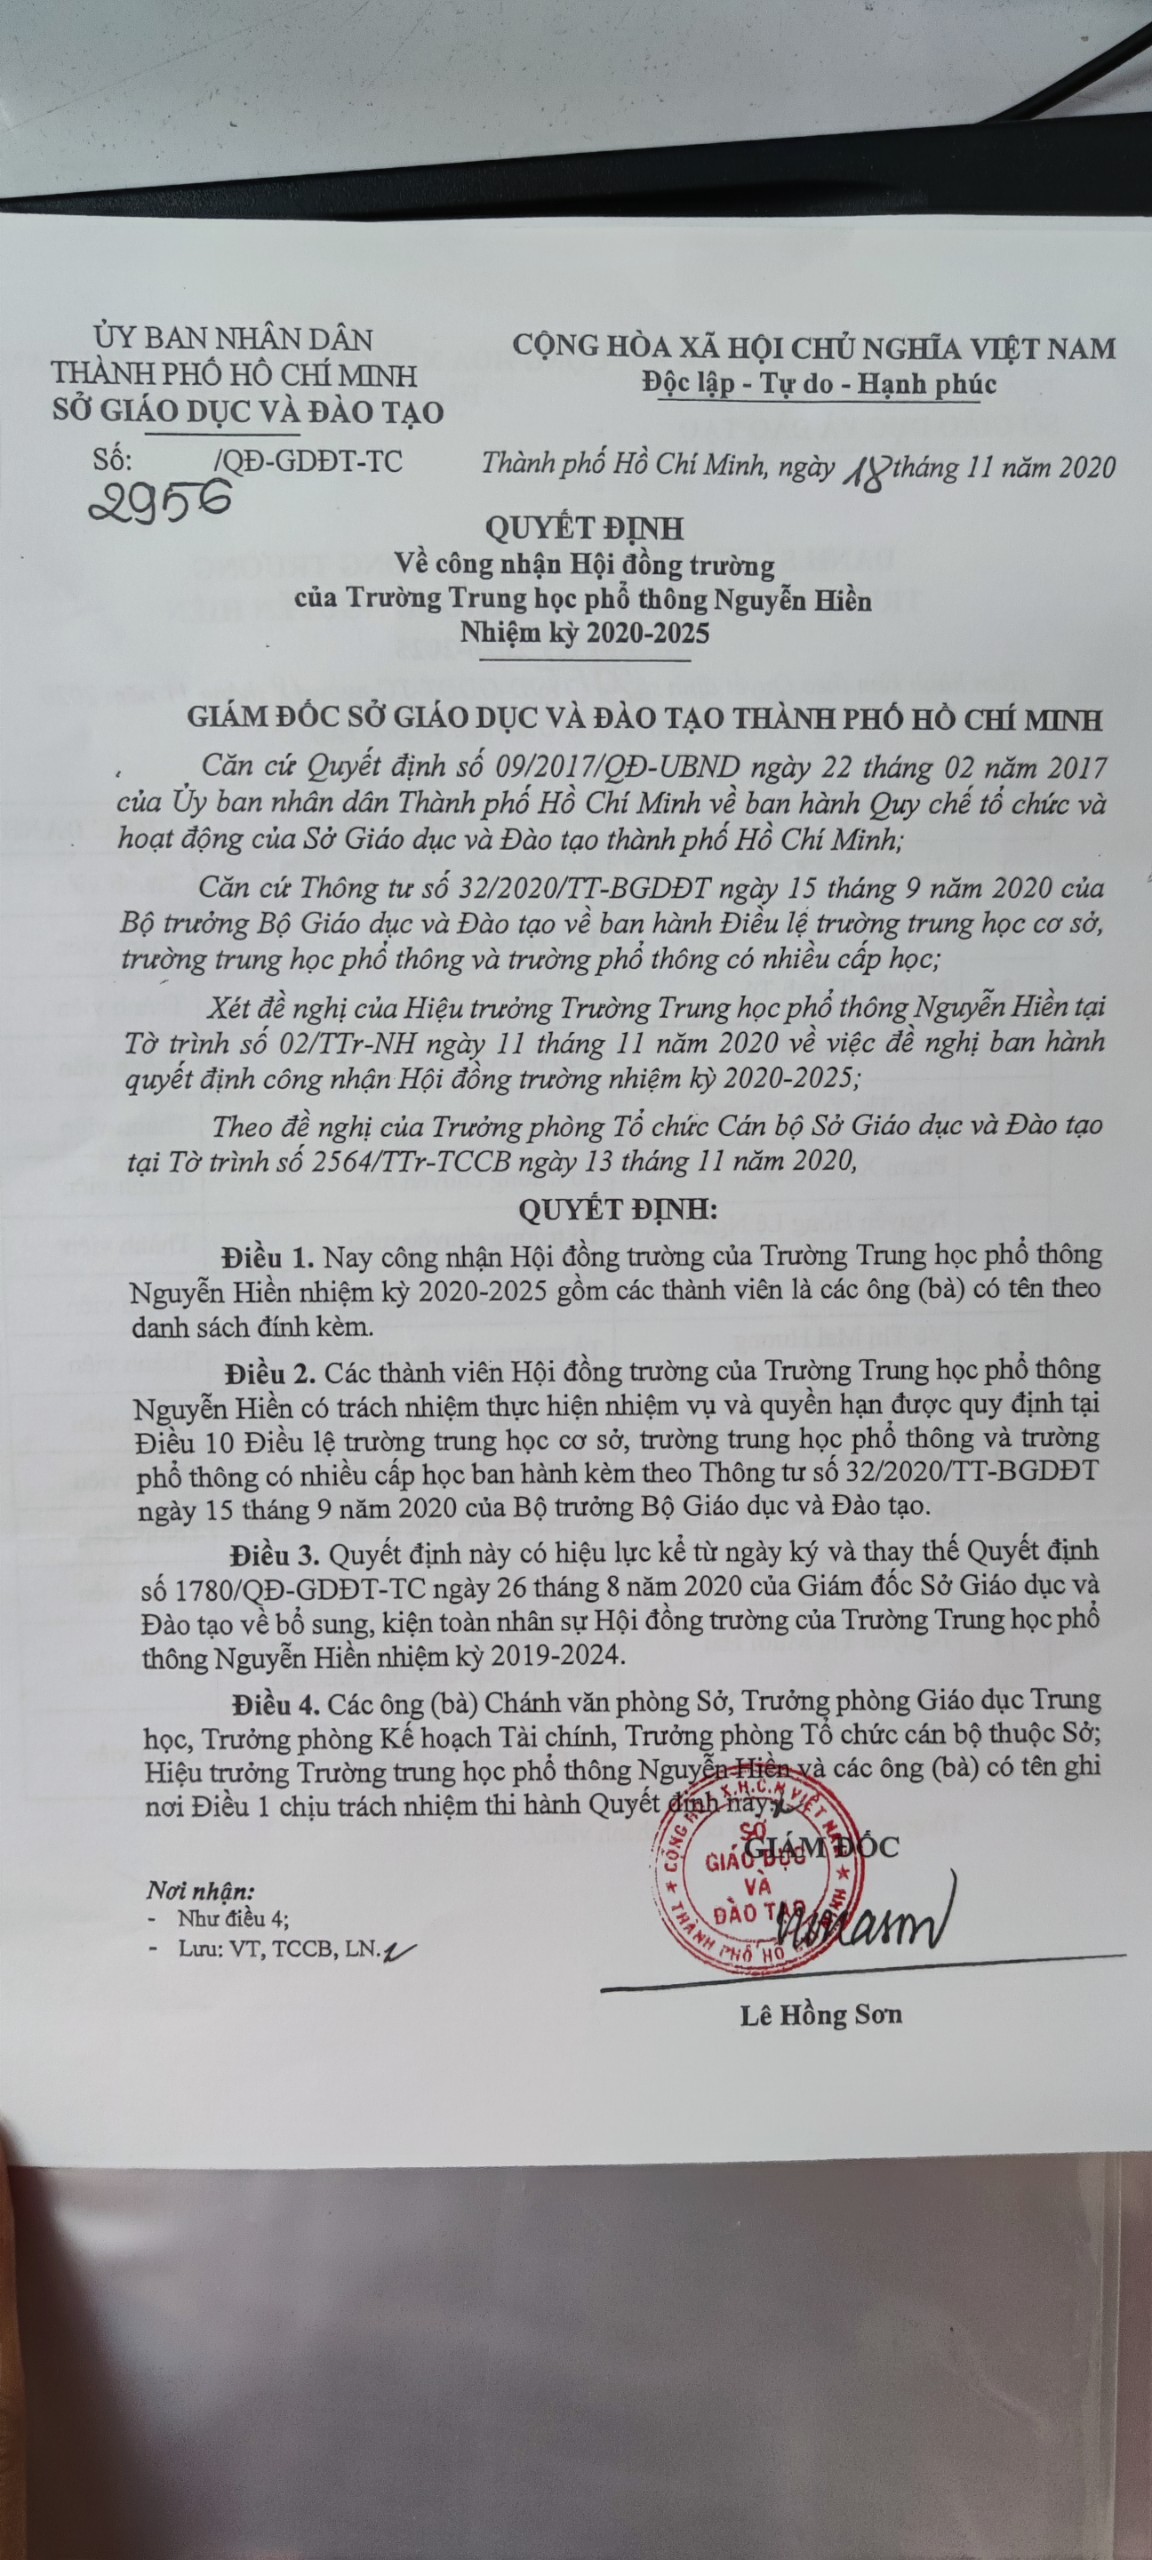 ỦY BAN NHÂN DÂN
THÀNH PHỐ HỒ CHÍ MINH
SỞ GIÁO DỤC VÀ ĐÀO TẠO
Số: /QĐ-GDĐT-TC
2956
CỘNG HÒA XÃ HỘI CHỦ NGHĨA VIỆT NAM
Độc lập - Tự do - Hạnh phúc
Thành phố Hồ Chí Minh, ngày 18 tháng 11 năm 2020
QUYẾT ĐỊNH
Về công nhận Hội đồng trường
của Trường Trung học phổ thông Nguyễn Hiền
Nhiệm kỳ 2020-2025
GIÁM ĐỐC SỞ GIÁO DỤC VÀ ĐÀO TẠO THÀNH PHỐ HỒ CHÍ MINH
Căn cứ Quyết định số 09/2017/QĐ-UBND ngày 22 tháng 02 năm 2017
của Ủy ban nhân dân Thành phố Hồ Chí Minh về ban hành Quy chế tổ chức và
hoạt động của Sở Giáo dục và Đào tạo thành phố Hồ Chí Minh;
Căn cứ Thông tư số 32/2020/TT-BGDĐT ngày 15 tháng 9 năm 2020 của
Bộ trưởng Bộ Giáo dục và Đào tạo về ban hành Điều lệ trường trung học cơ sở,
trường trung học phổ thông và trường phổ thông có nhiều cấp học;
Xét đề nghị của Hiệu trưởng Trường Trung học phổ thông Nguyễn Hiền tại
Tờ trình số 02/TTr-NH ngày 11 tháng 11 năm 2020 về việc đề nghị ban hành
quyết định công nhận Hội đồng trường nhiệm kỳ 2020-2025;
Theo đề nghị của Trưởng phòng Tổ chức Cán bộ Sở Giáo dục và Đào tạo
tại Tờ trình số 2564/TTr-TCCB ngày 13 tháng 11 năm 2020,
QUYẾT ĐỊNH:
Điều 1. Nay công nhận Hội đồng trường của Trường Trung học phổ thông
Nguyễn Hiền nhiệm kỳ 2020-2025 gồm các thành viên là các ông (bà) có tên theo
danh sách đính kèm.
Điều 2. Các thành viên Hội đồng trường của Trường Trung học phổ thông
Nguyễn Hiền có trách nhiệm thực hiện nhiệm vụ và quyền hạn được quy định tại
Điều 10 Điều lệ trường trung học cơ sở, trường trung học phổ thông và trường
phổ thông có nhiều cấp học ban hành kèm theo Thông tư số 32/2020/TT-BGDĐT
ngày 15 tháng 9 năm 2020 của Bộ trưởng Bộ Giáo dục và Đào tạo.
Điều 3. Quyết định này có hiệu lực kể từ ngày ký và thay thế Quyết định
số 1780/QĐ-GDĐT-TC ngày 26 tháng 8 năm 2020 của Giám đốc Sở Giáo dục và
Đào tạo về bổ sung, kiện toàn nhân sự Hội đồng trường của Trường Trung học phổ
thông Nguyễn Hiền nhiệm kỳ 2019-2024.
Điều 4. Các ông (bà) Chánh văn phòng Sở, Trưởng phòng Giáo dục Trung
học, Trưởng phòng Kế hoạch Tài chính, Trưởng phòng Tổ chức cán bộ thuộc Sở;
Hiệu trưởng Trường trung học phổ thông Nguyễn Hiền và các ông (bà) có tên ghi
nơi Điều 1 chịu trách nhiệm thi hành Quyết định này.
GIÁM ĐỐC
CỘNG HÒA X.H.C.N VIỆT NAM
SỞ
GIÁO DỤC
VÀ
ĐÀO TẠO
THÀNH PHỐ HỒ CHÍ MINH
Nơi nhận:
- Như điều 4;
- Lưu: VT, TCCB, LN.
Lê Hồng Sơn